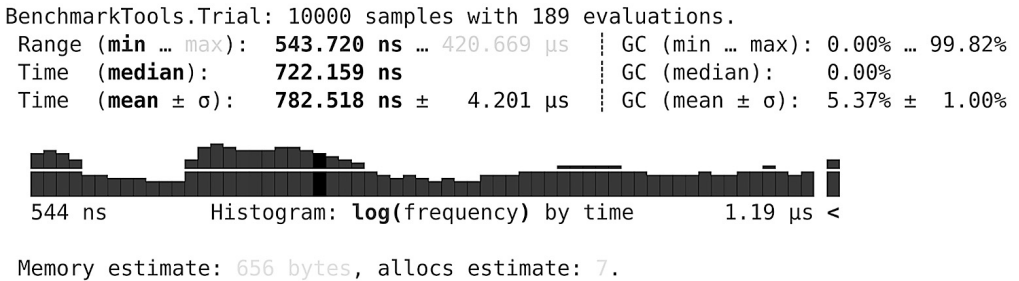 BenchmarkTools.Trial: 10000 samples with 189 evaluations.
Range (min … max): 543.720 ns … 420.669 μs ┊ GC (min … max): 0.00% … 99.82%
Time (median): 722.159 ns ┊ GC (median): 0.00%
Time (mean ± σ): 782.518 ns ± 4.201 μs ┊ GC (mean ± σ): 5.37% ± 1.00%
544 ns Histogram: log(frequency) by time 1.19 μs <
Memory estimate: 656 bytes, allocs estimate: 7.